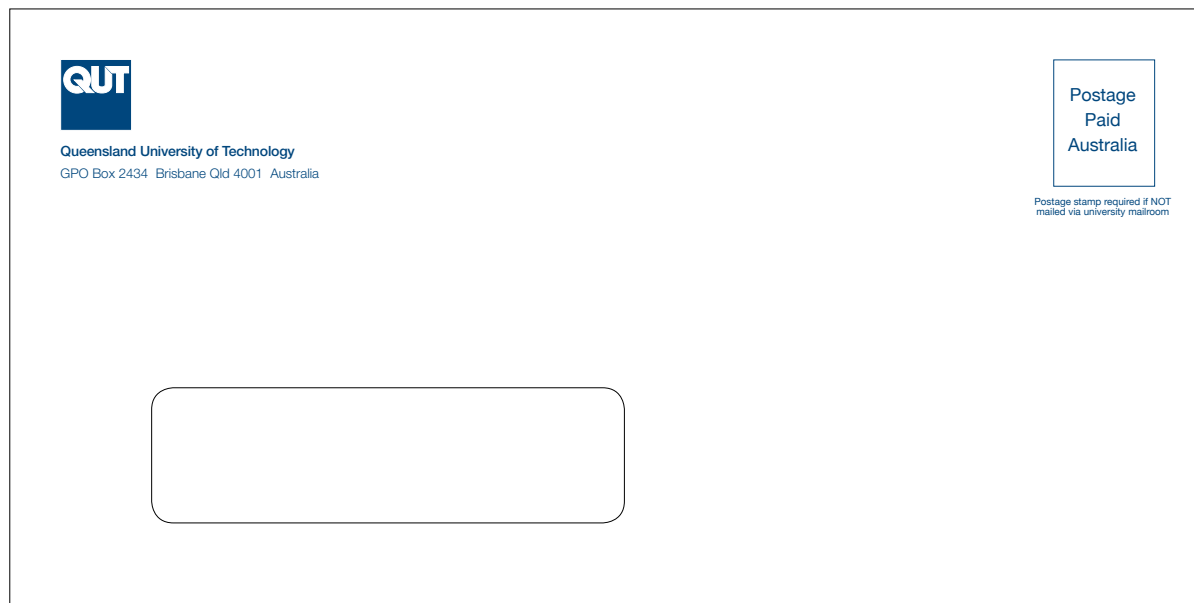 QUT
Queensland University of Technology
GPO Box 2434 Brisbane Qld 4001 Australia
Postage
Paid
Australia
Postage stamp required if NOT
mailed via university mailroom